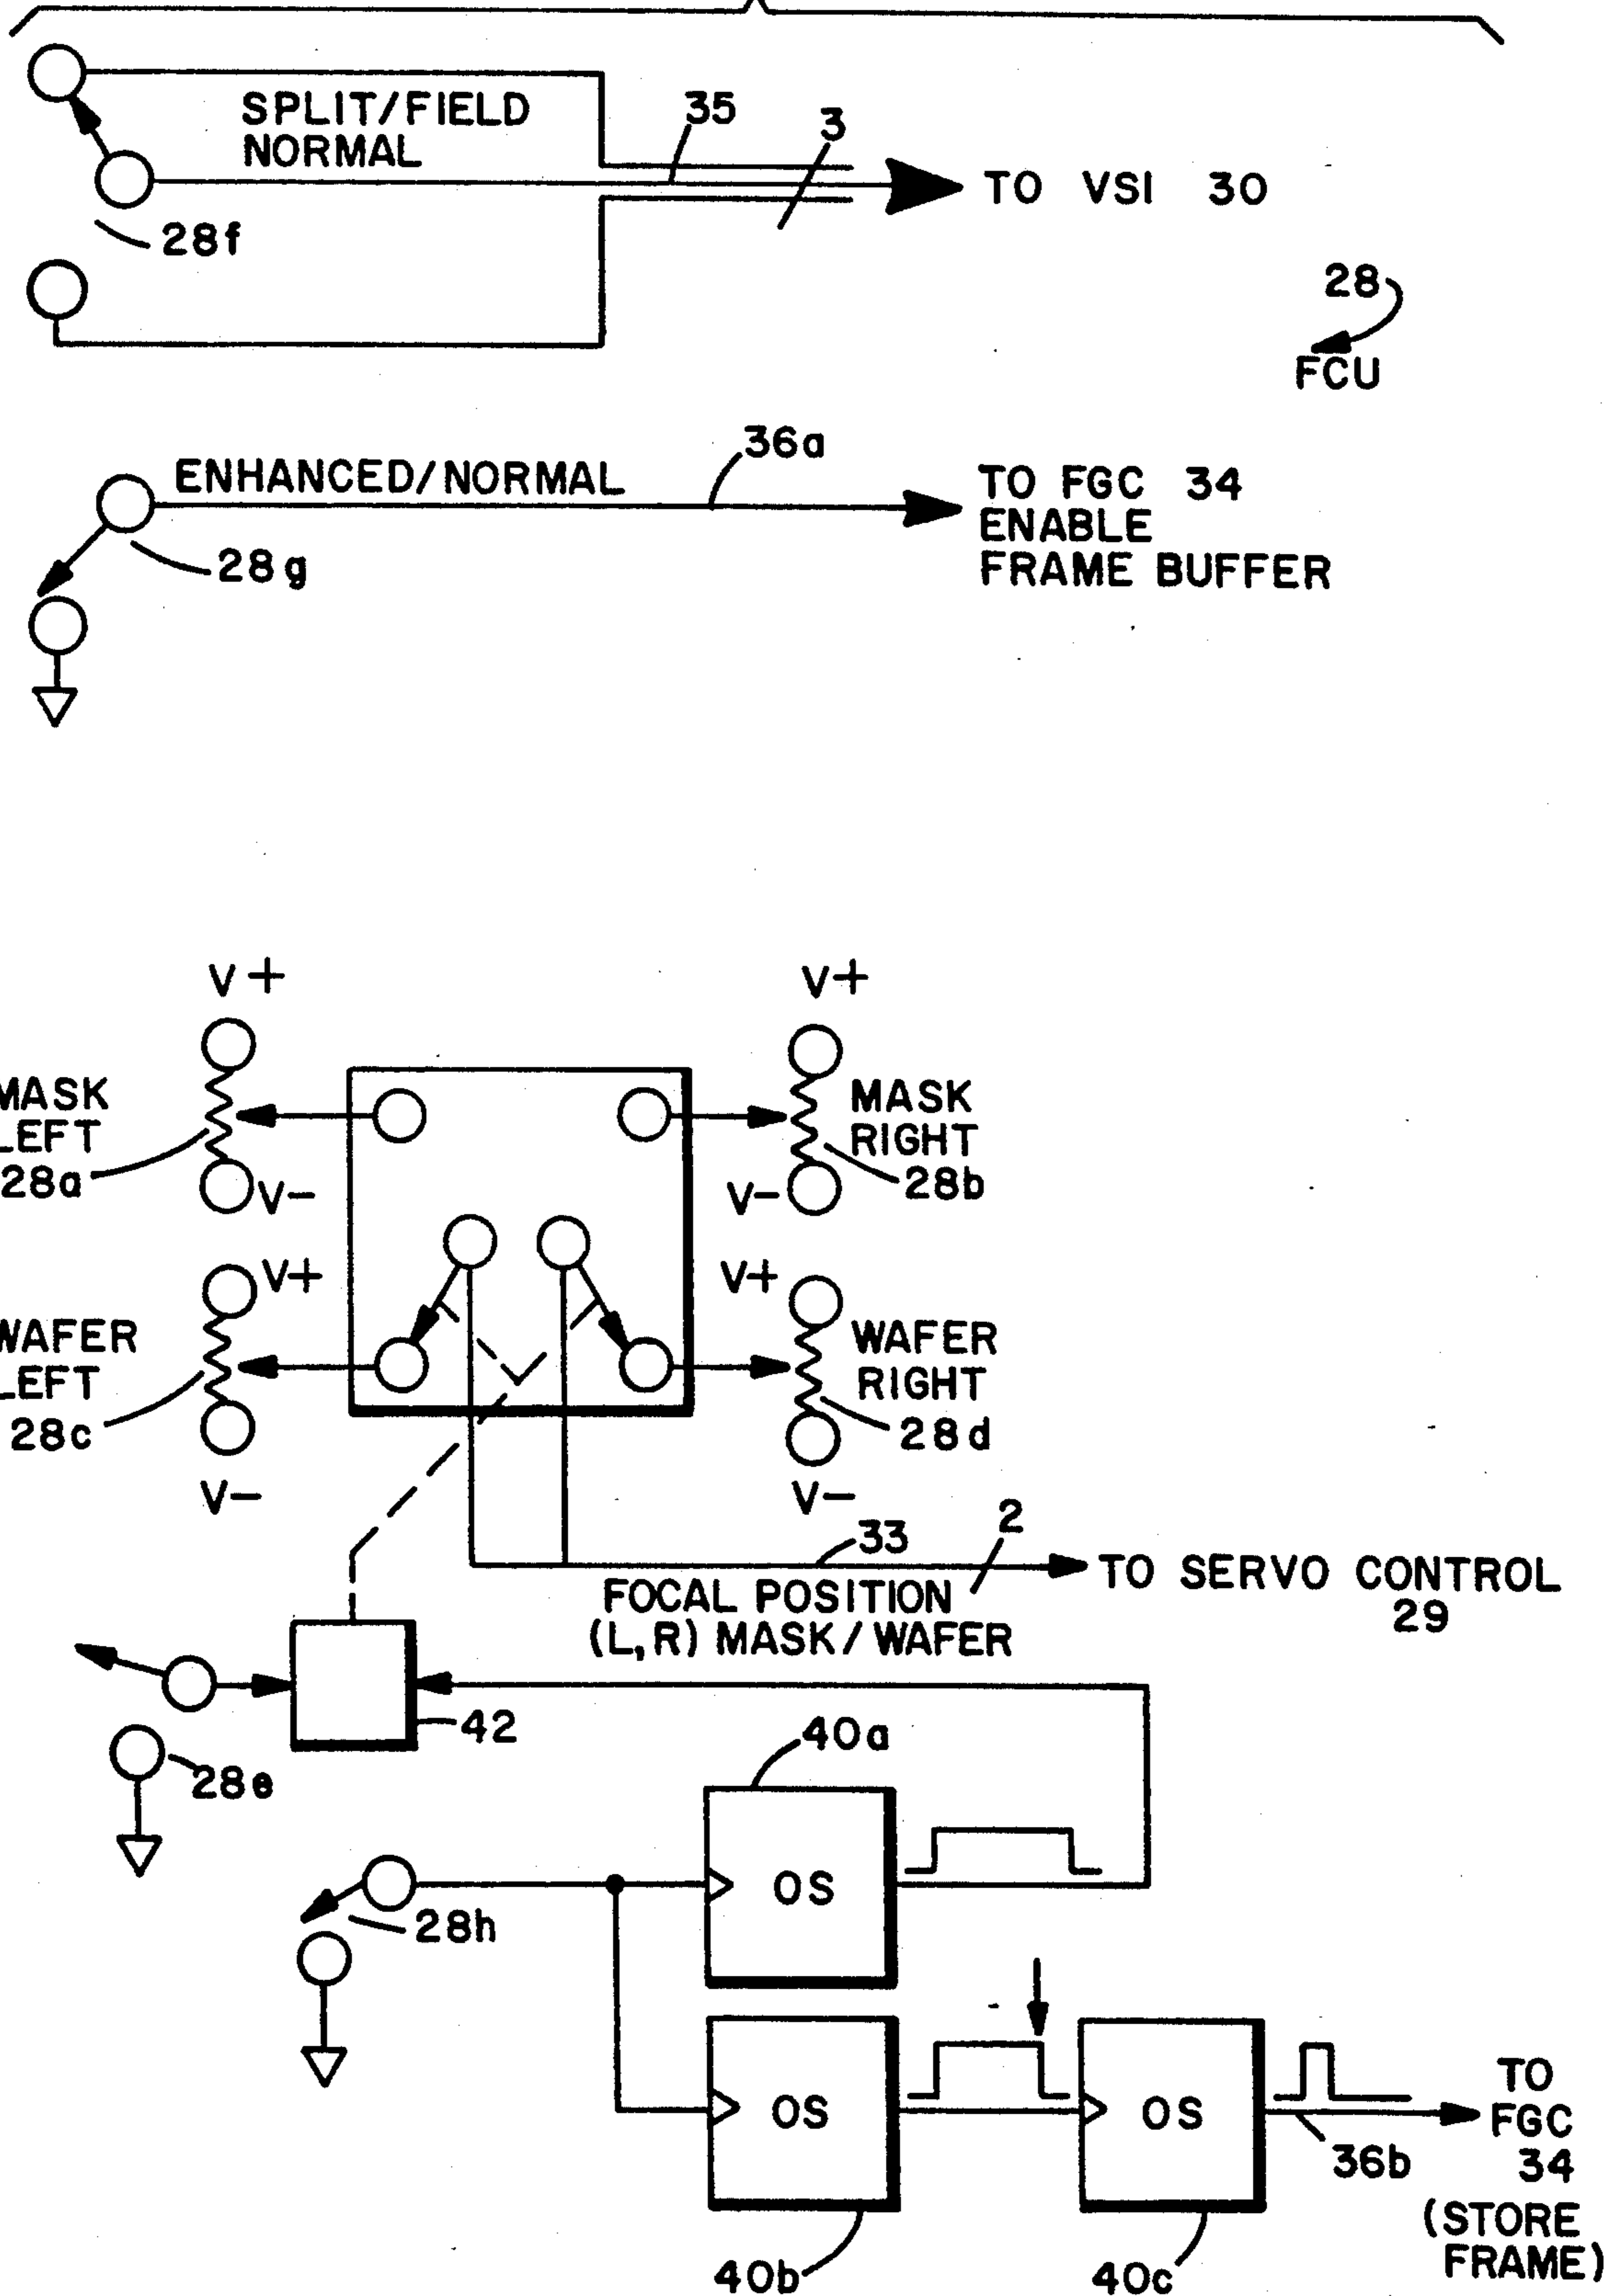 SPLIT/FIELD
NORMAL
35
3
TO VSI 30
28f
28
FCU
ENHANCED/NORMAL
36a
TO FGC 34
ENABLE
FRAME BUFFER
28g
V+
V+
MASK
LEFT
28a
V-
MASK
RIGHT
28b
V-
V+
V+
WAFER
LEFT
28c
V-
WAFER
RIGHT
28d
V-
33
2
TO SERVO CONTROL
29
FOCAL POSITION
(L,R) MASK/WAFER
42
28e
40a
OS
28h
OS
OS
TO
FGC
34
(STORE
FRAME)
36b
40b
40c